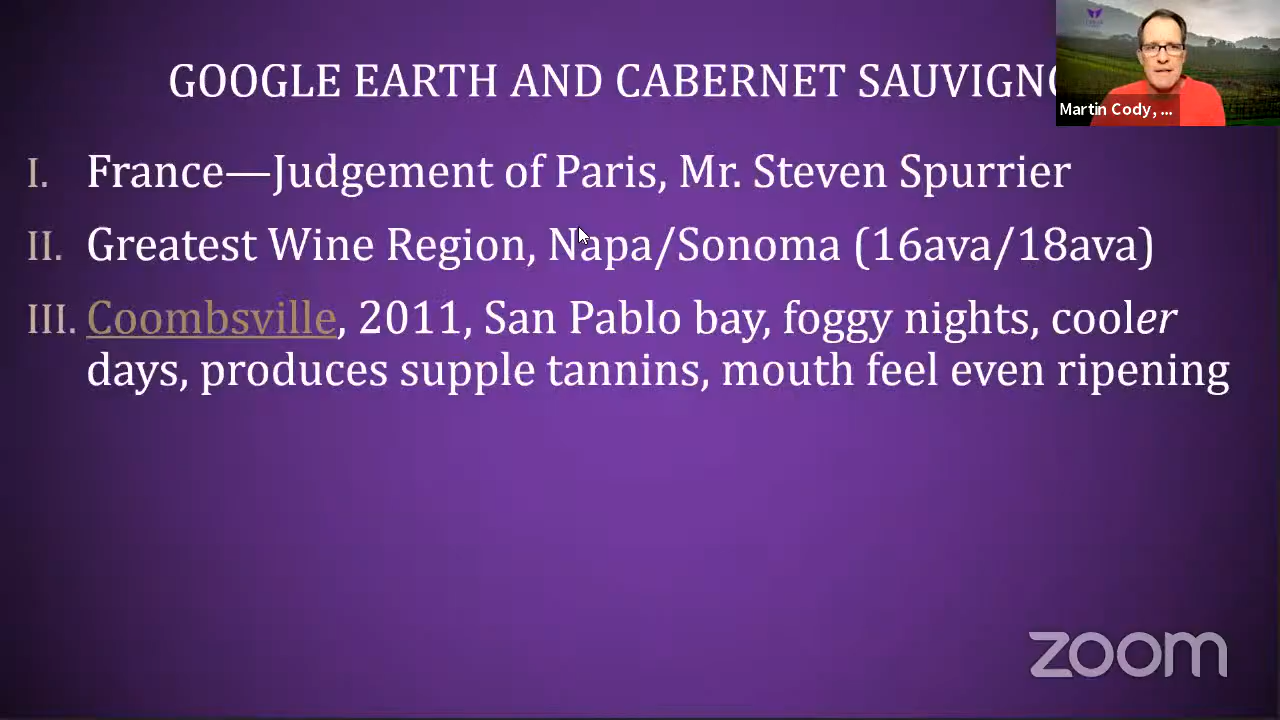 GOOGLE EARTH AND CABERNET SAUVIGNO
Martin Cody, ...
I. France—Judgement of Paris, Mr. Steven Spurrier
II. Greatest Wine Region, Napa/Sonoma (16ava/18ava)
III. Coombsville, 2011, San Pablo bay, foggy nights, cooler
days, produces supple tannins, mouth feel even ripening
zoom